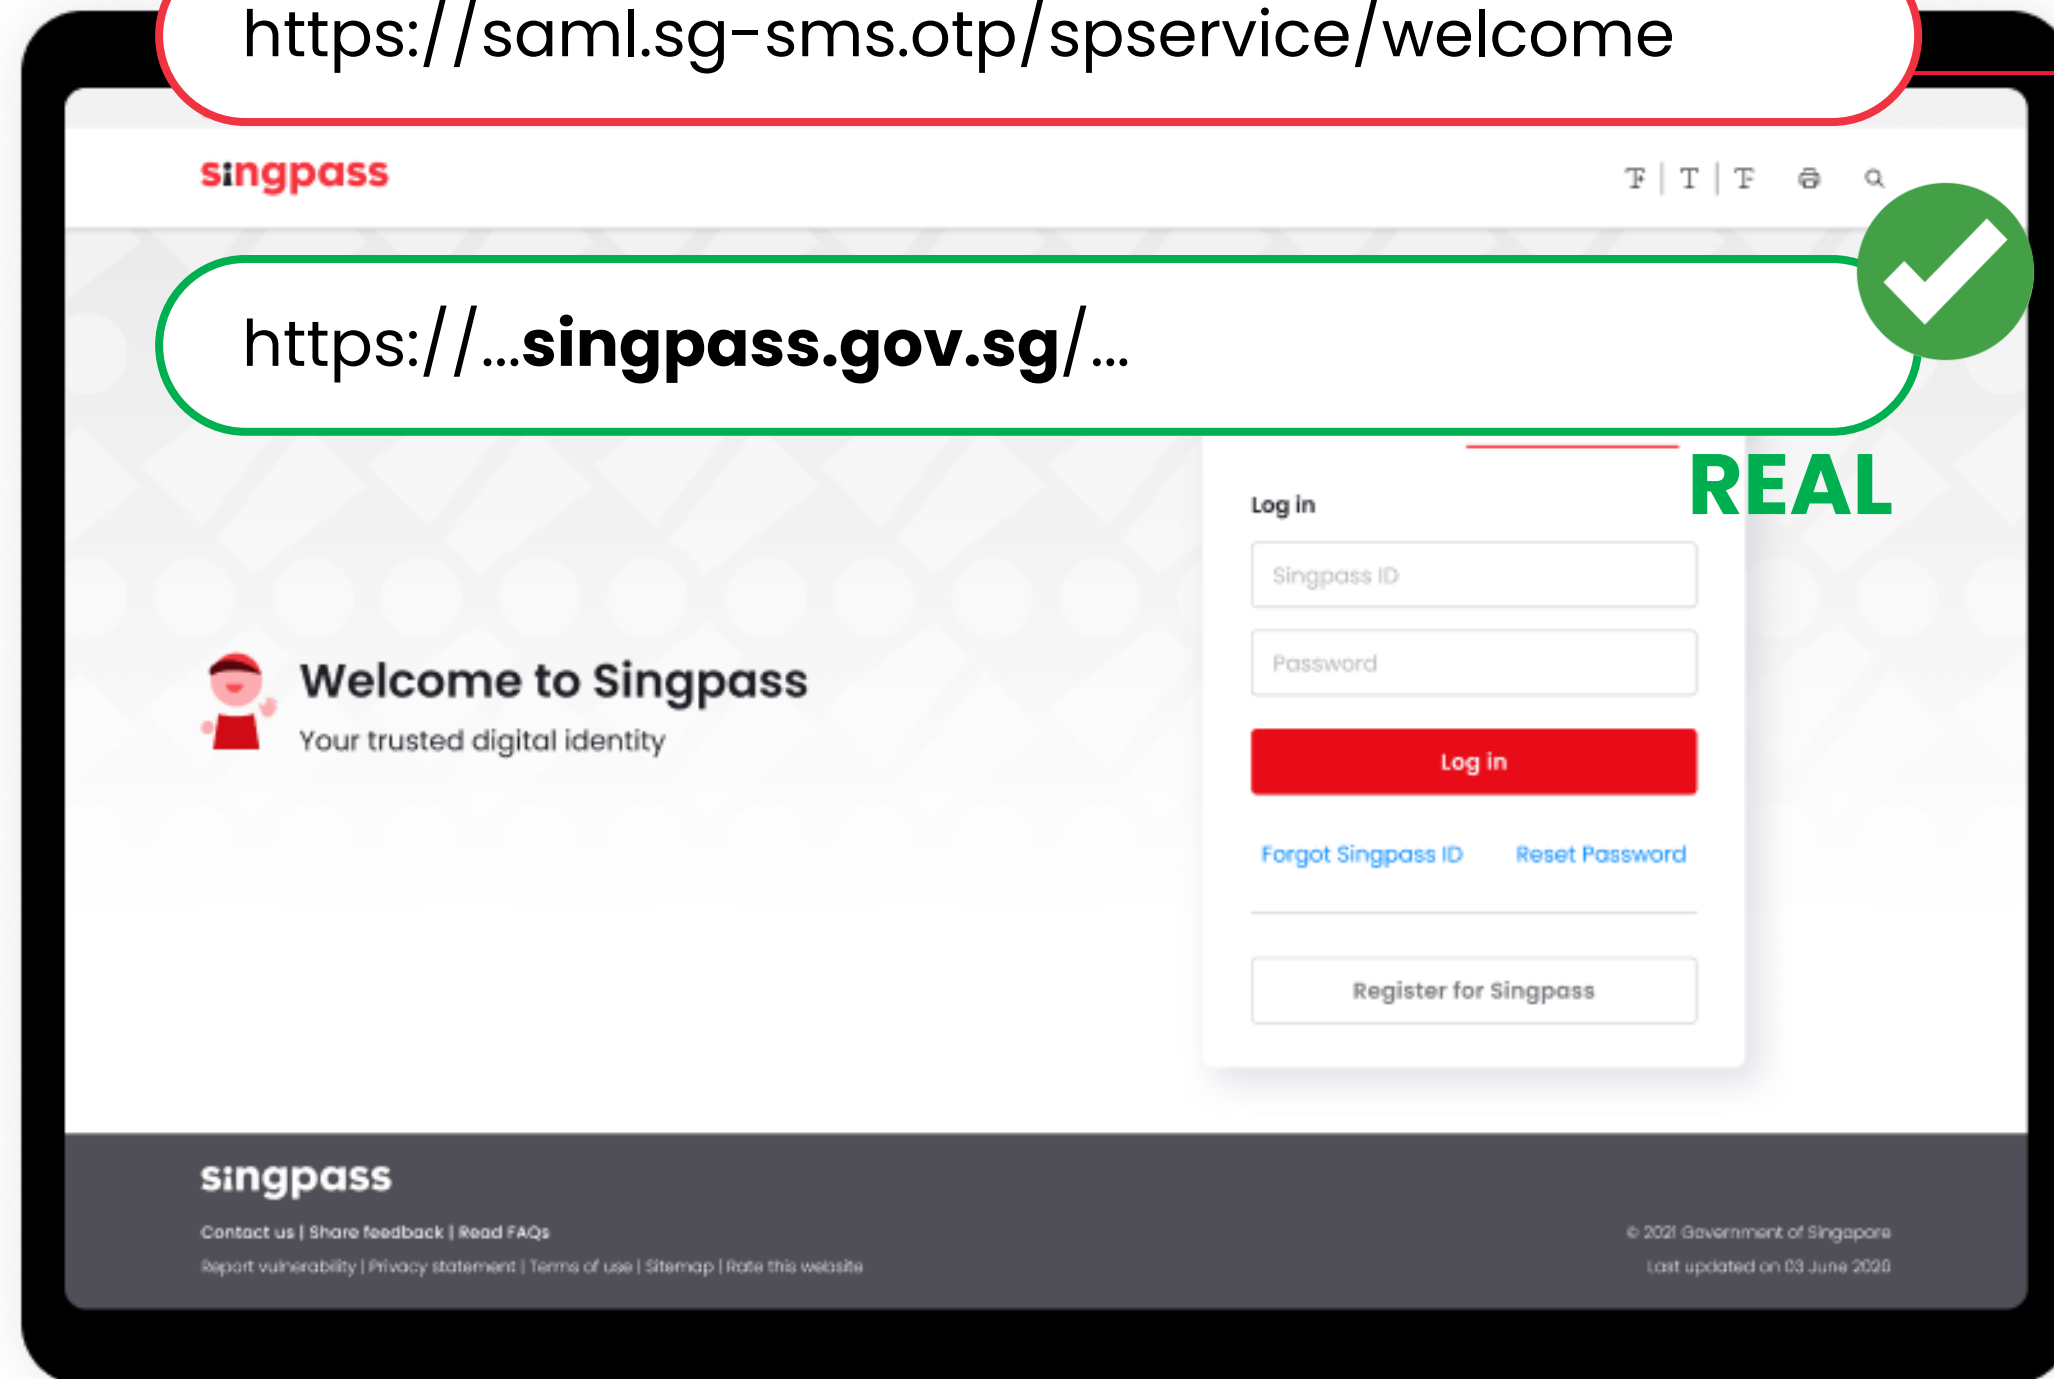 https://saml.sg-sms.otp/spservice/welcome
singpass
T | T | T
https://...singpass.gov.sg/...
REAL
Log in
Singpass ID
Password
Welcome to Singpass
Your trusted digital identity
Log in
Forgot Singpass ID Reset Password
Register for Singpass
singpass
Contact us | Share feedback | Read FAQs
© 2021 Government of Singapore
Report vulnerability | Privacy statement | Terms of use | Sitemap | Rate this website
Last updated on 03 June 2020